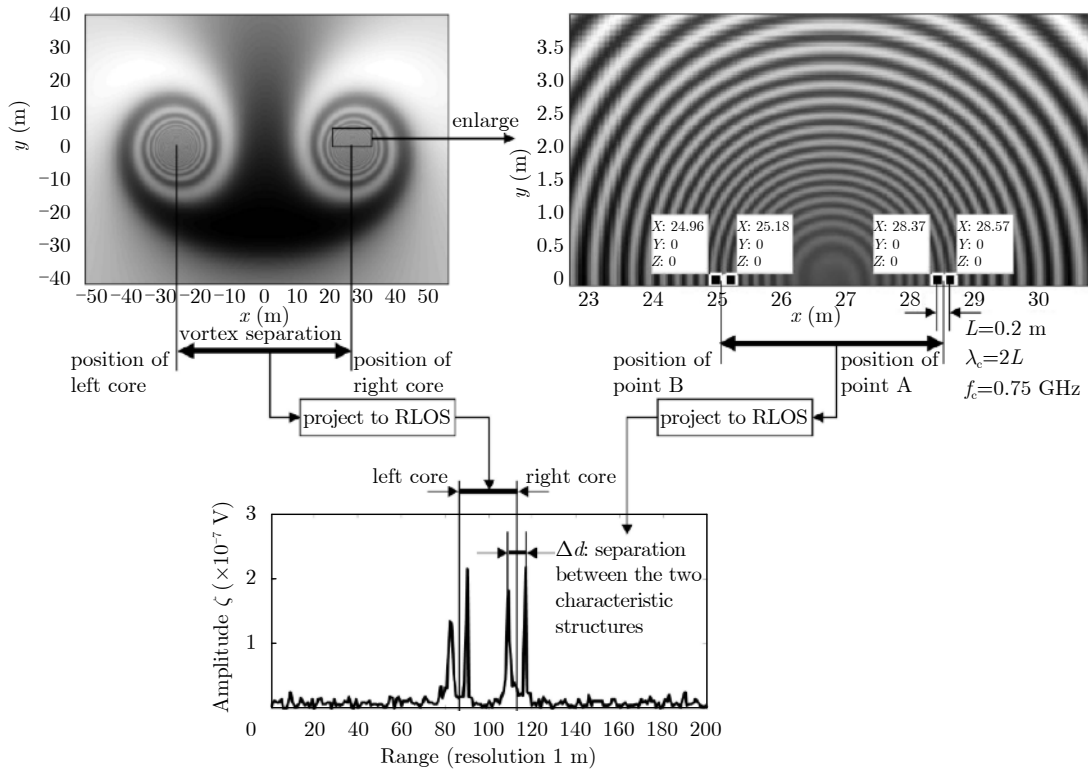 40
30
20
10
0
−10
−20
−30
−40
y (m)
−50 −40 −30 −20 −10 0 10 20 30 40 50
x (m)
enlarge
3.5
3.0
2.5
2.0
1.5
1.0
0.5
0
y (m)
X: 24.96
Y: 0
Z: 0
X: 25.18
Y: 0
Z: 0
X: 28.37
Y: 0
Z: 0
X: 28.57
Y: 0
Z: 0
23 24 25 26 27 28 29 30
x (m)
L=0.2 m
λc=2L
fc=0.75 GHz
vortex separation
position of
left core
position of
right core
position of
point B
position of
point A
project to RLOS
project to RLOS
left core
right core
3
2
1
0
Amplitude ζ (×10⁻⁷ V)
Δd: separation
between the two
characteristic
structures
0 20 40 60 80 100 120 140 160 180 200
Range (resolution 1 m)